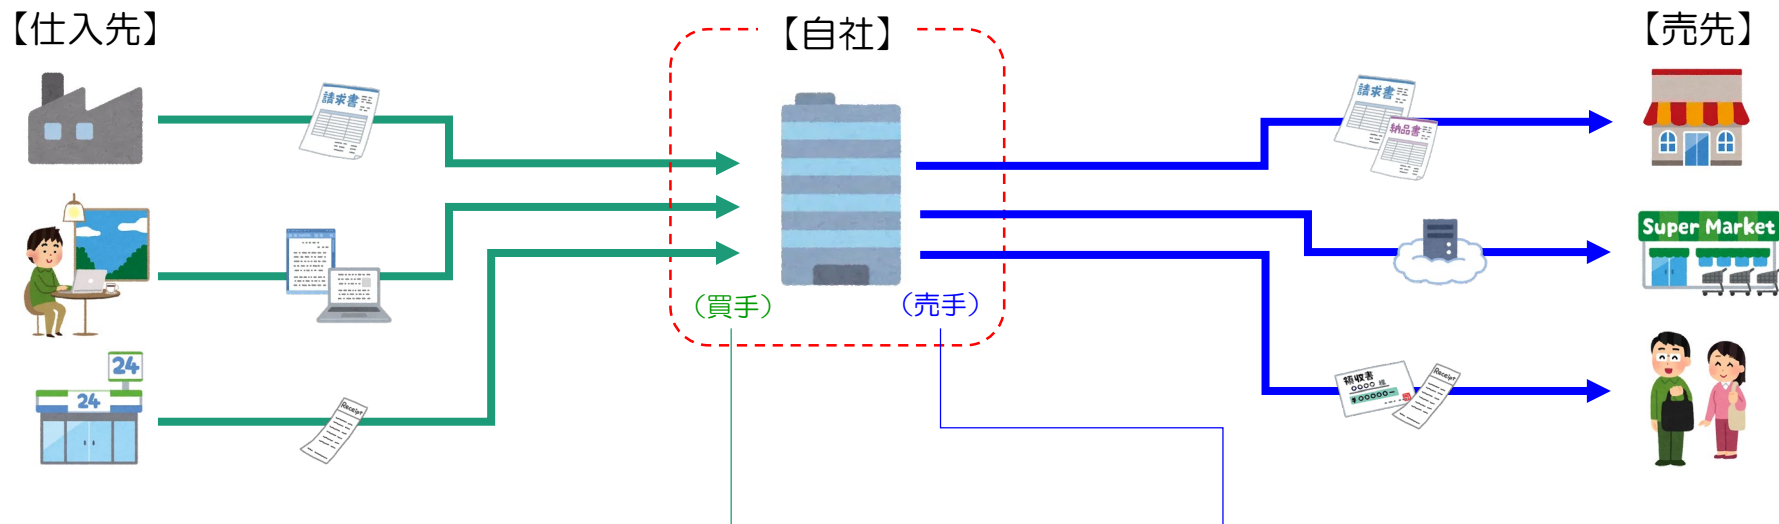 【仕入先】
【自社】
【売先】
請求書
請求書
納品書
Super Market
（買手）
（売手）
24
24
Receipt
領収書
○○○○ 様
Receipt